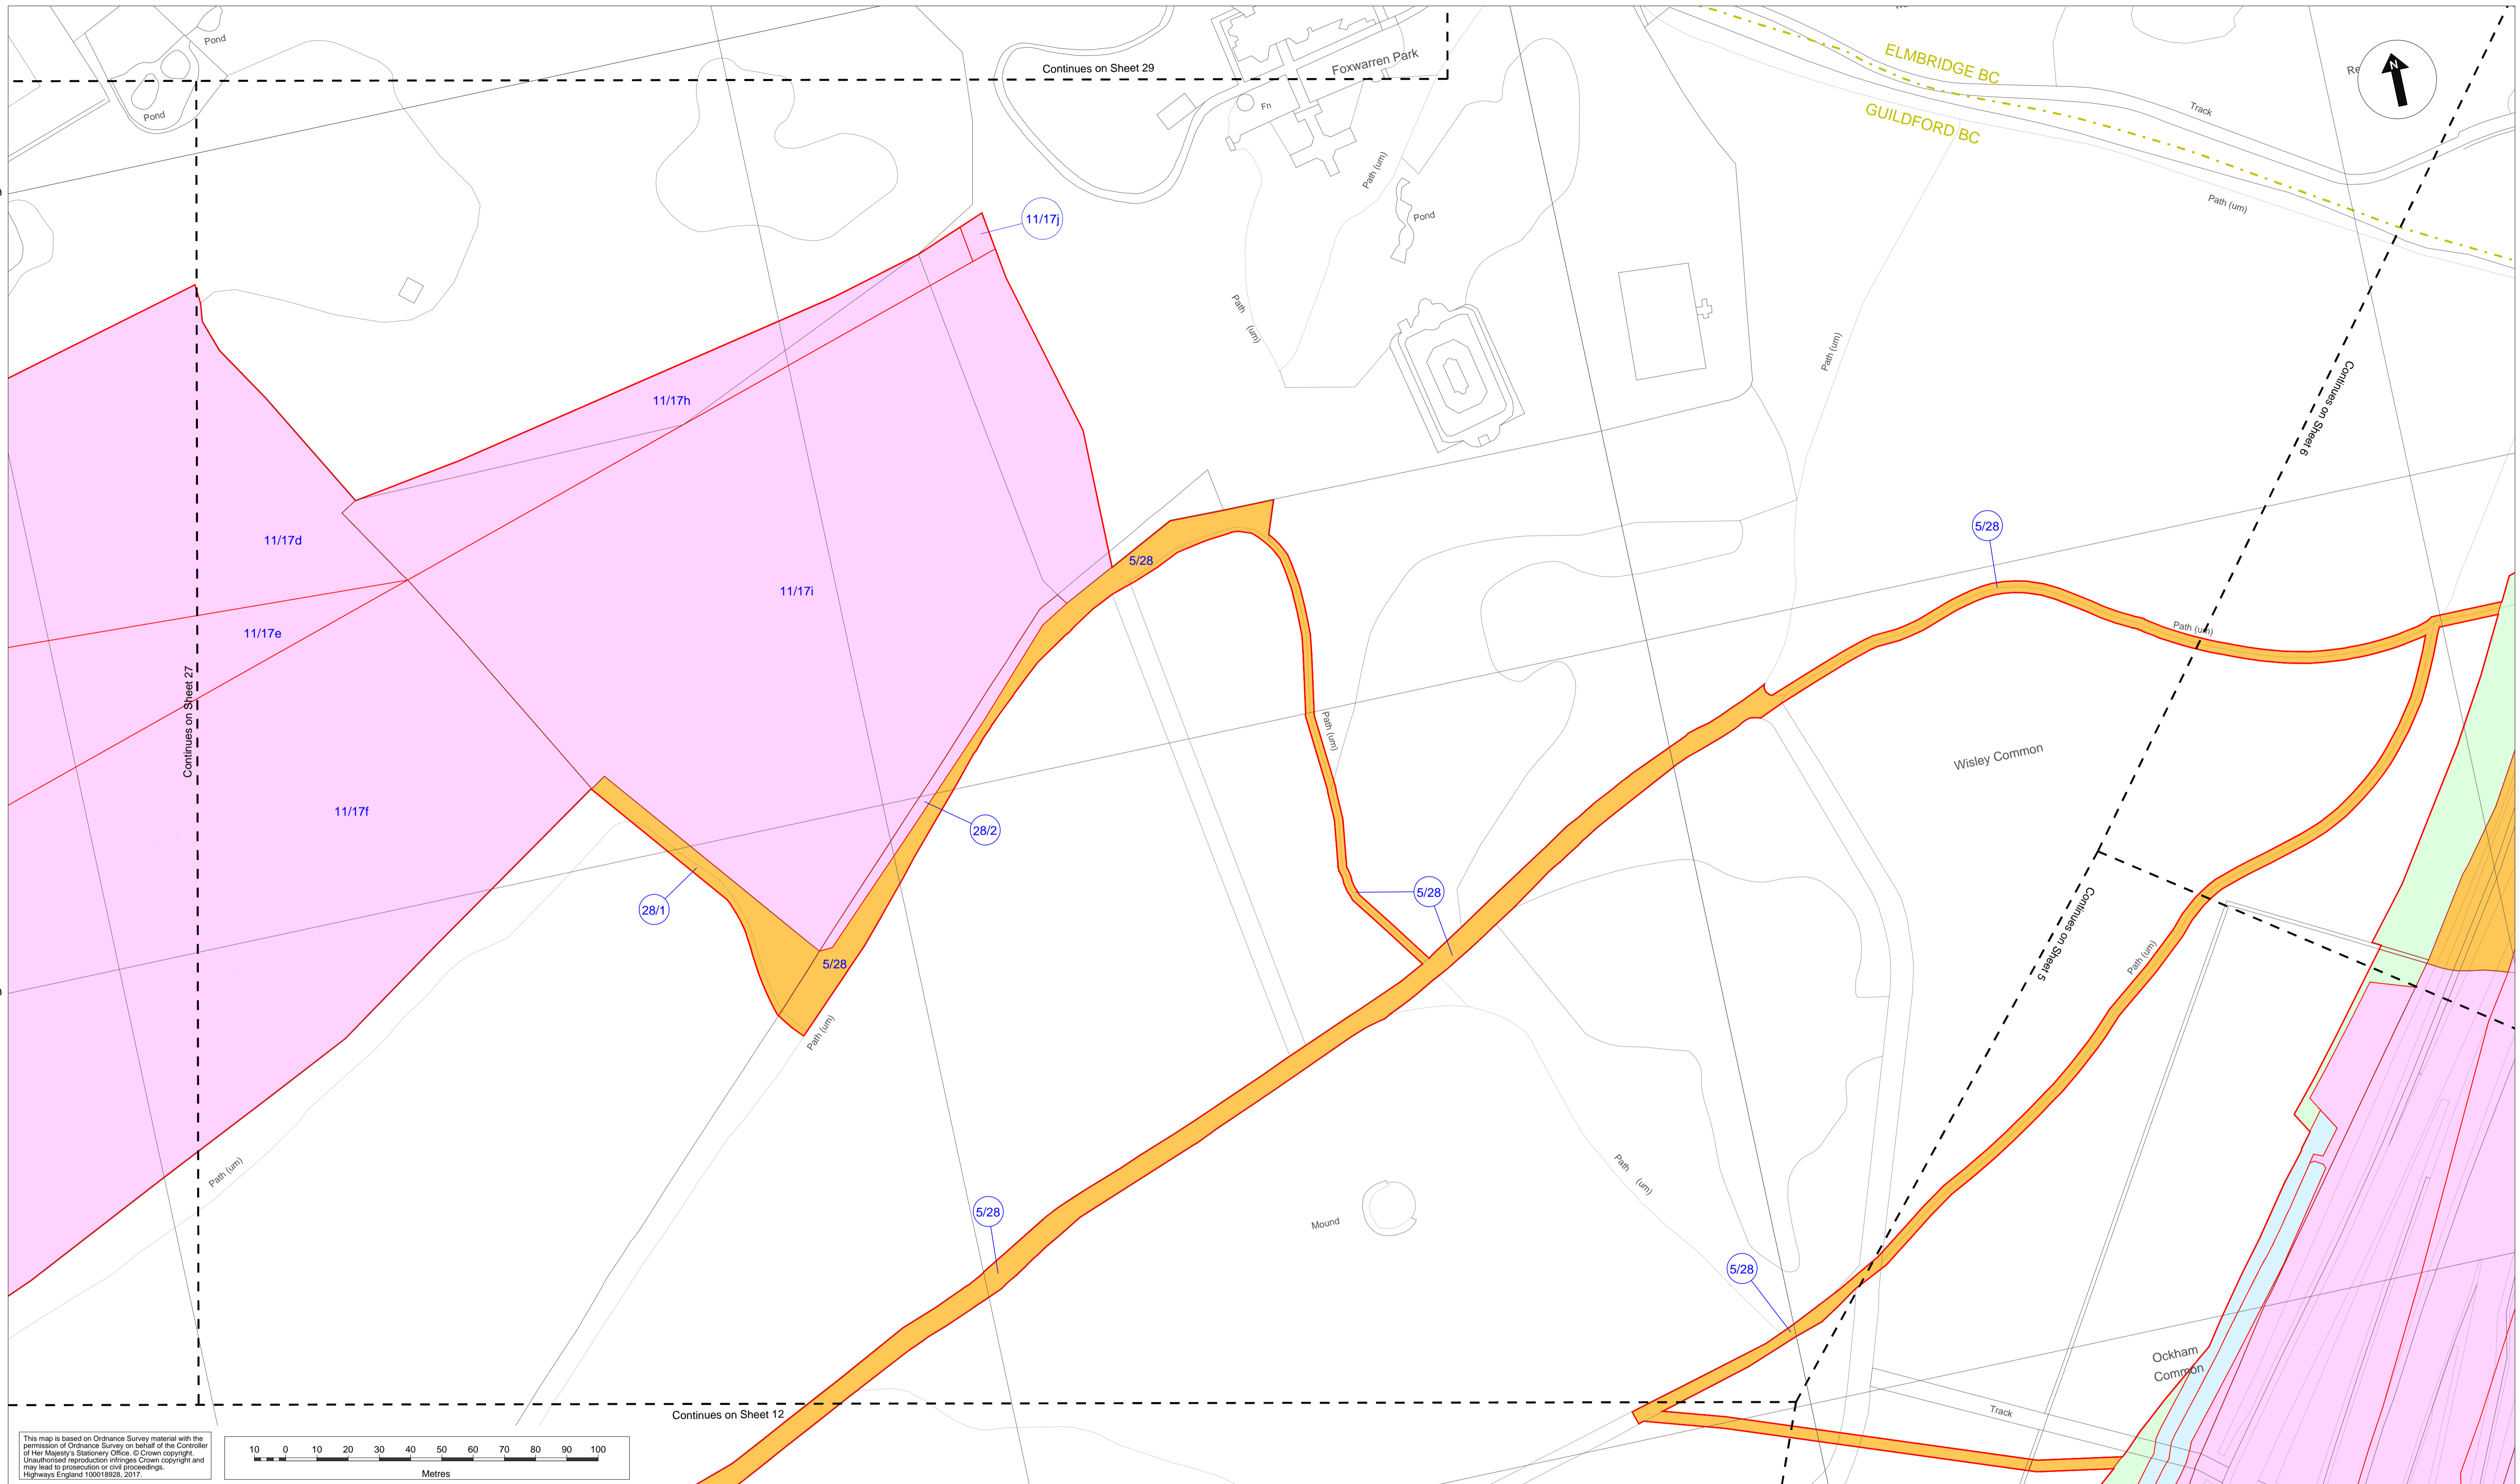 Pond
Pond
Continues on Sheet 29
Foxwarren Park
Fn
ELMBRIDGE BC
GUILDFORD BC
N
Track
Path (um)
Path (um)
Pond
11/17j
Path (um)
Path (um)
Continues on Sheet 6
11/17h
11/17d
11/17i
11/17e
5/28
5/28
Path (um)
Continues on Sheet 27
Path (um)
Wisley Common
11/17f
28/2
28/1
5/28
5/28
Continues on Sheet 5
Path (um)
Path (um)
Path (um)
Path (um)
5/28
Mound
5/28
Ockham
Common
Track
Continues on Sheet 12
This map is based on Ordnance Survey material with the
permission of Ordnance Survey on behalf of the Controller
of Her Majesty's Stationery Office. © Crown copyright.
Unauthorised reproduction infringes Crown copyright and
may lead to prosecution or civil proceedings.
Highways England 100018928, 2017.
10 0 10 20 30 40 50 60 70 80 90 100
Metres